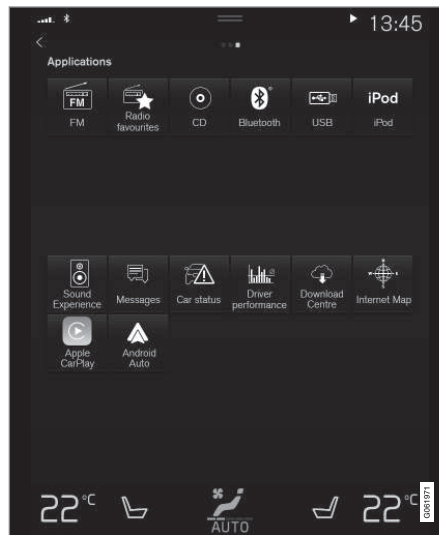 13:45
Applications
FM
iPod
FM
Radio
favourites
CD
Bluetooth
USB
iPod
Sound
Experience
Messages
Car status
Driver
performance
Download
Centre
Internet Map
Apple
CarPlay
Android
Auto
22°C
AUTO
22°C
G061971